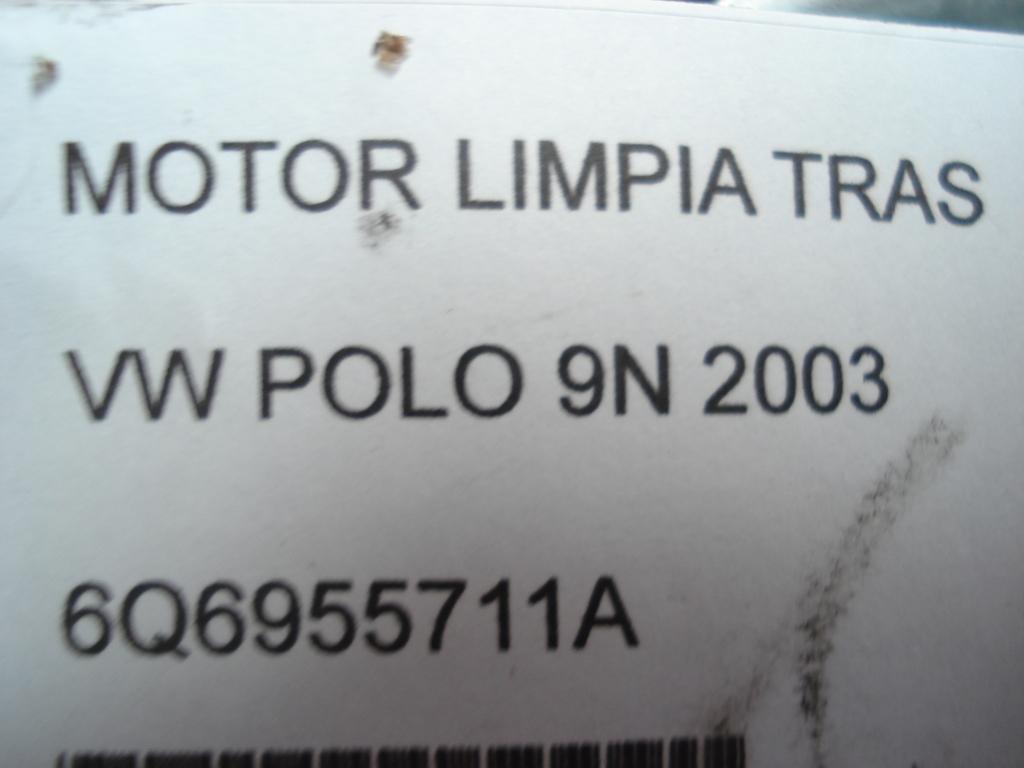 MOTOR LIMPIA TRAS
VW POLO 9N 2003
6Q6955711A